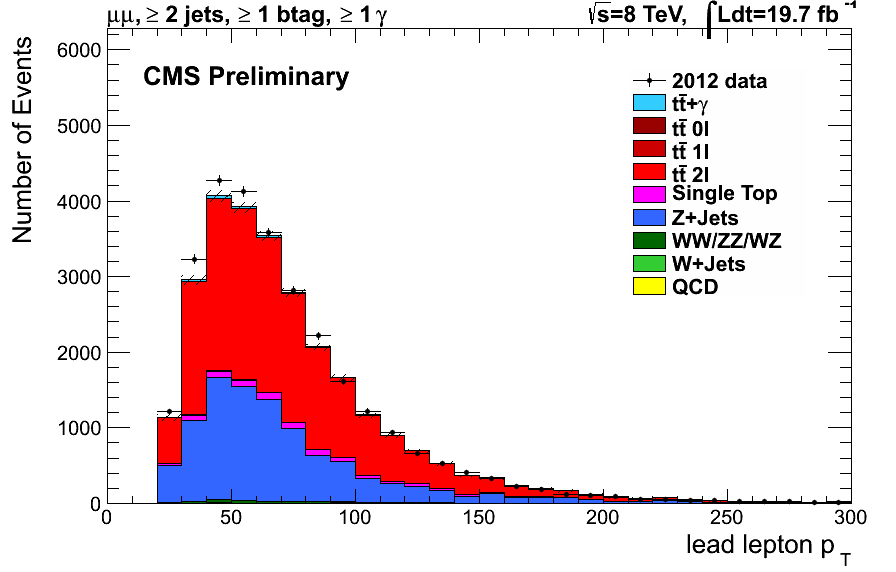 μμ, ≥ 2 jets, ≥ 1 btag, ≥ 1 γ
√s=8 TeV, ∫Ldt=19.7 fb⁻¹
CMS Preliminary
2012 data
tt̄+γ
tt̄ 0l
tt̄ 1l
tt̄ 2l
Single Top
Z+Jets
WW/ZZ/WZ
W+Jets
QCD
Number of Events
6000
5000
4000
3000
2000
1000
0
0 50 100 150 200 250 300
lead lepton p_T